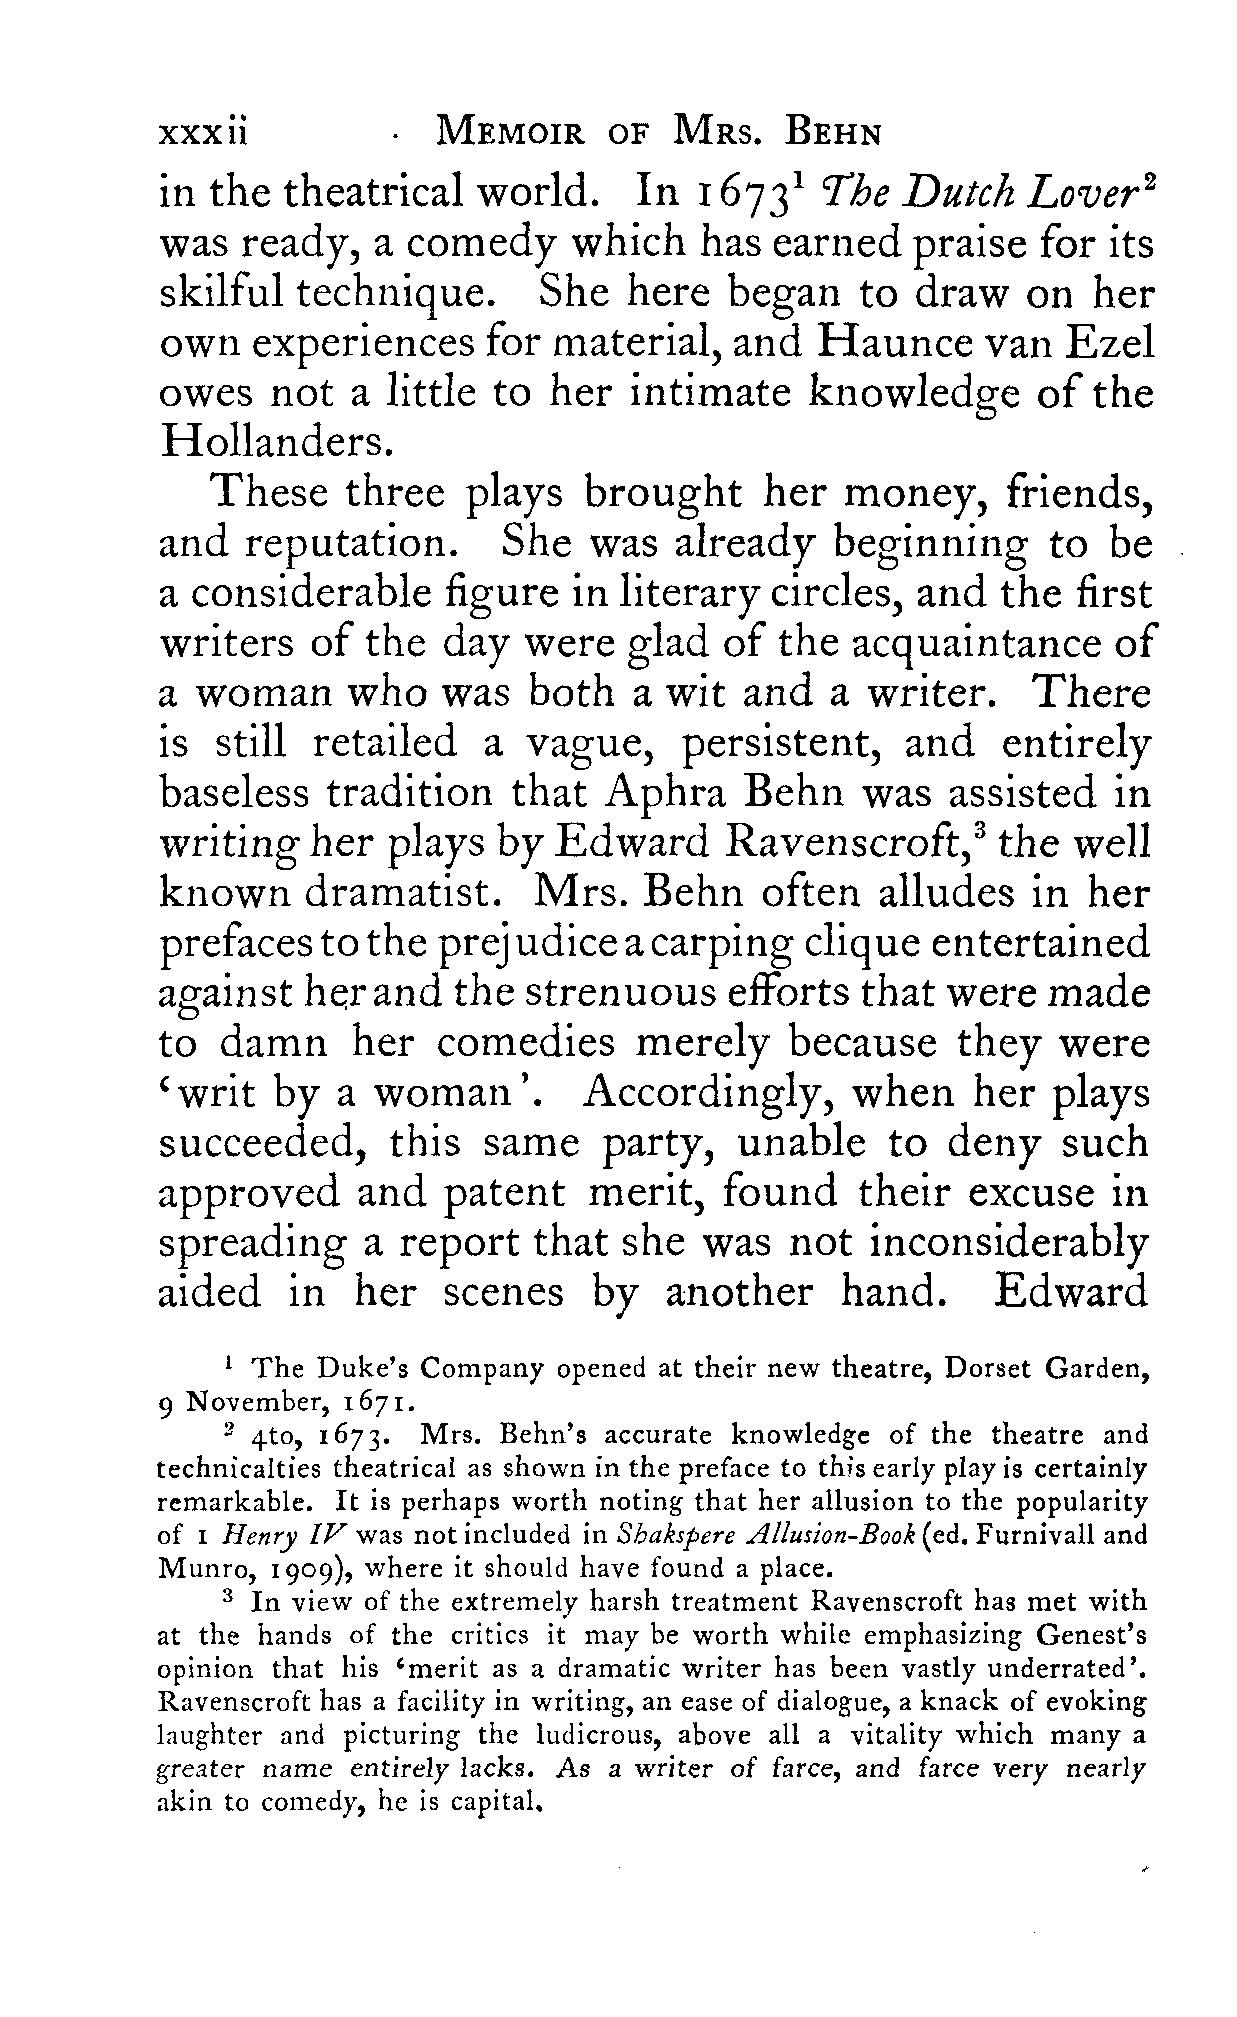 xxxii MEMOIR OF MRS. BEHN
in the theatrical world. In 1673¹ The Dutch Lover²
was ready, a comedy which has earned praise for its
skilful technique. She here began to draw on her
own experiences for material, and Haunce van Ezel
owes not a little to her intimate knowledge of the
Hollanders.
These three plays brought her money, friends,
and reputation. She was already beginning to be
a considerable figure in literary circles, and the first
writers of the day were glad of the acquaintance of
a woman who was both a wit and a writer. There
is still retailed a vague, persistent, and entirely
baseless tradition that Aphra Behn was assisted in
writing her plays by Edward Ravenscroft,³ the well
known dramatist. Mrs. Behn often alludes in her
prefaces to the prejudice a carping clique entertained
against her and the strenuous efforts that were made
to damn her comedies merely because they were
‘writ by a woman’. Accordingly, when her plays
succeeded, this same party, unable to deny such
approved and patent merit, found their excuse in
spreading a report that she was not inconsiderably
aided in her scenes by another hand. Edward
¹ The Duke's Company opened at their new theatre, Dorset Garden,
9 November, 1671.
² 4to, 1673. Mrs. Behn's accurate knowledge of the theatre and
technicalties theatrical as shown in the preface to this early play is certainly
remarkable. It is perhaps worth noting that her allusion to the popularity
of 1 Henry IV was not included in Shakspere Allusion-Book (ed. Furnivall and
Munro, 1909), where it should have found a place.
³ In view of the extremely harsh treatment Ravenscroft has met with
at the hands of the critics it may be worth while emphasizing Genest's
opinion that his ‘merit as a dramatic writer has been vastly underrated’.
Ravenscroft has a facility in writing, an ease of dialogue, a knack of evoking
laughter and picturing the ludicrous, above all a vitality which many a
greater name entirely lacks. As a writer of farce, and farce very nearly
akin to comedy, he is capital.